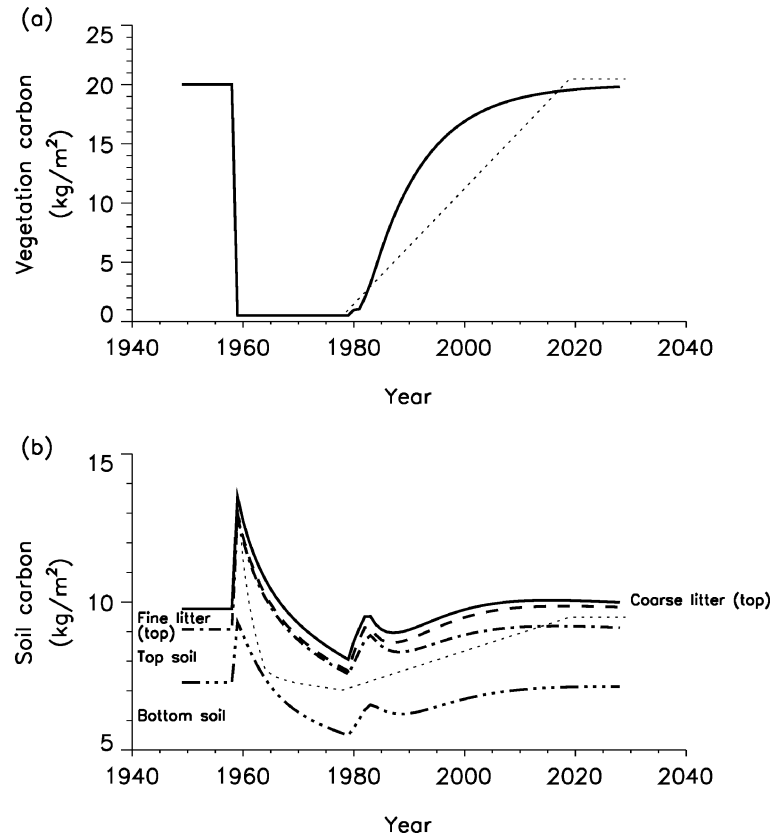 (a)
25
20
15
10
5
0
Vegetation carbon
(kg/m²)
1940 1960 1980 2000 2020 2040
Year
(b)
15
10
5
Soil carbon
(kg/m²)
Fine litter
(top)
Top soil
Bottom soil
Coarse litter (top)
1940 1960 1980 2000 2020 2040
Year